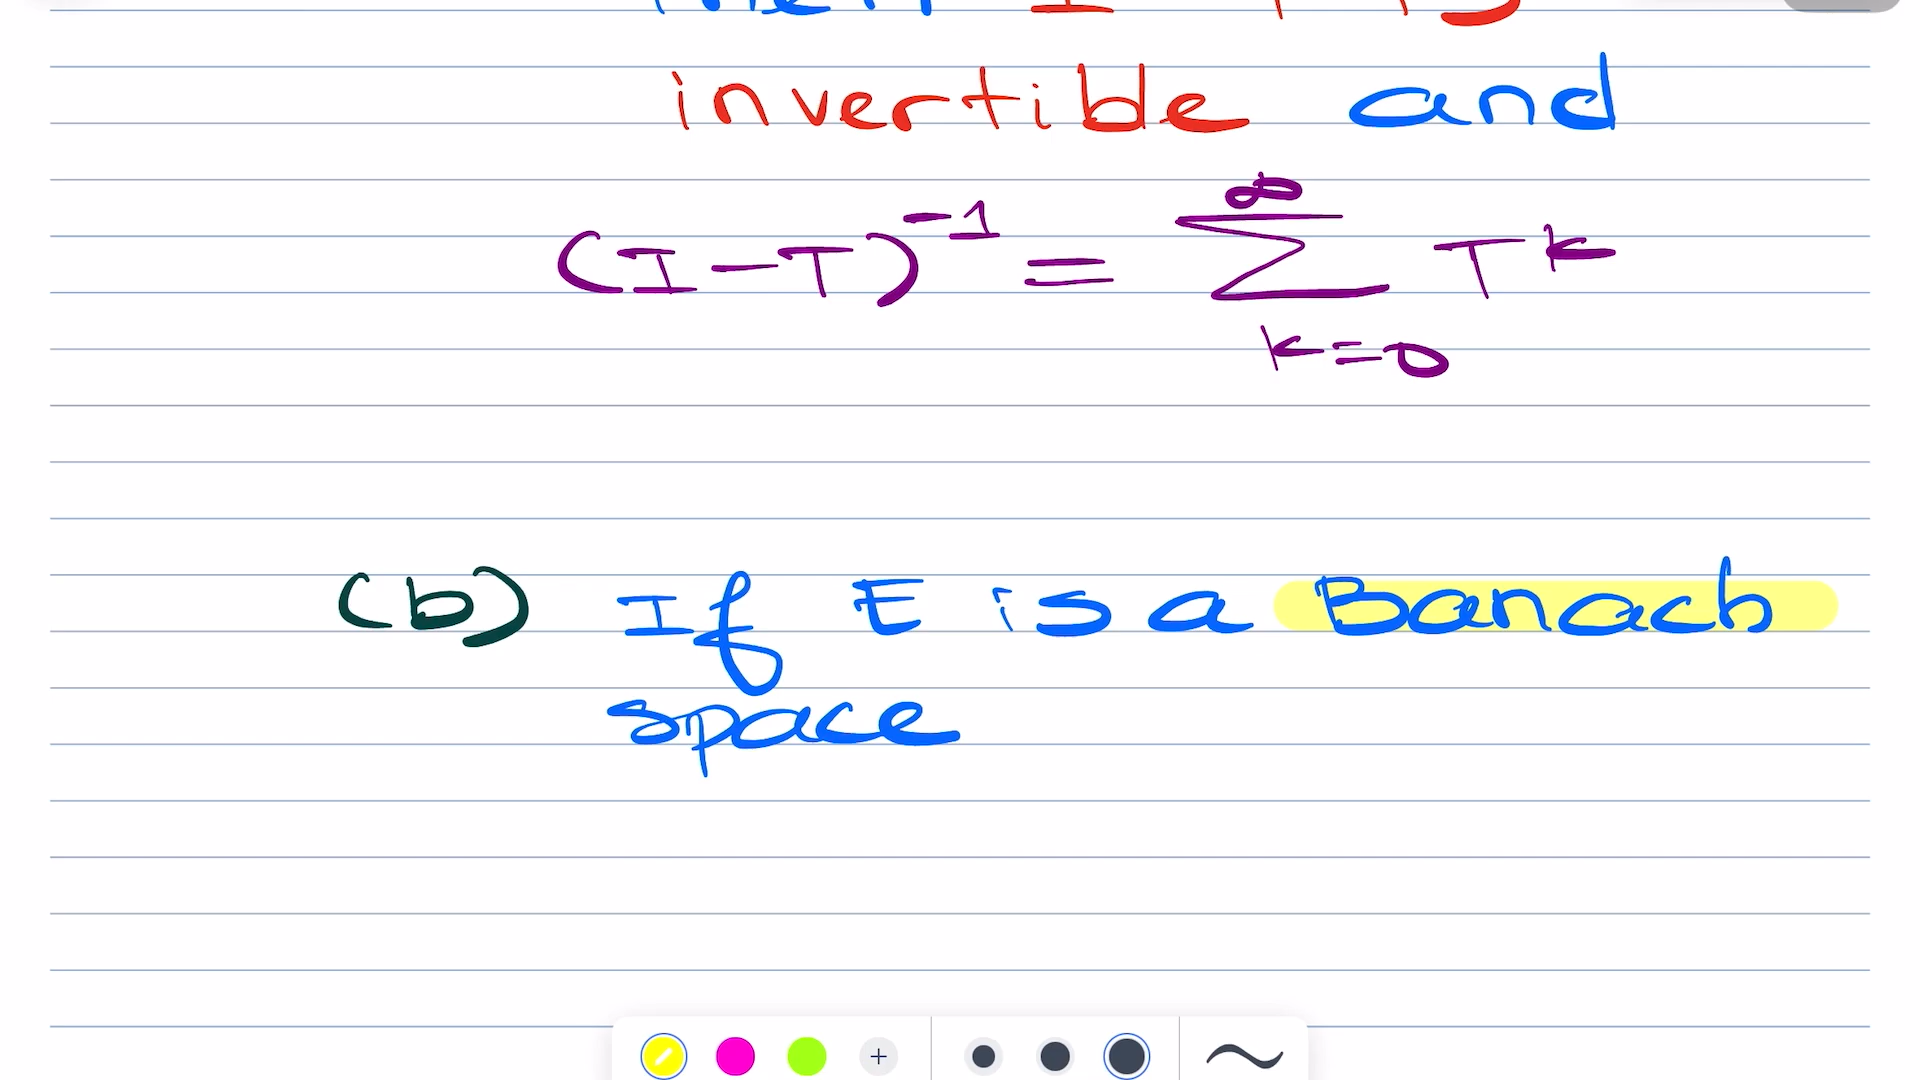 invertible and
(I-T)⁻¹ = ∑ T^k
∞
k=0
(b) If E is a Banach
space